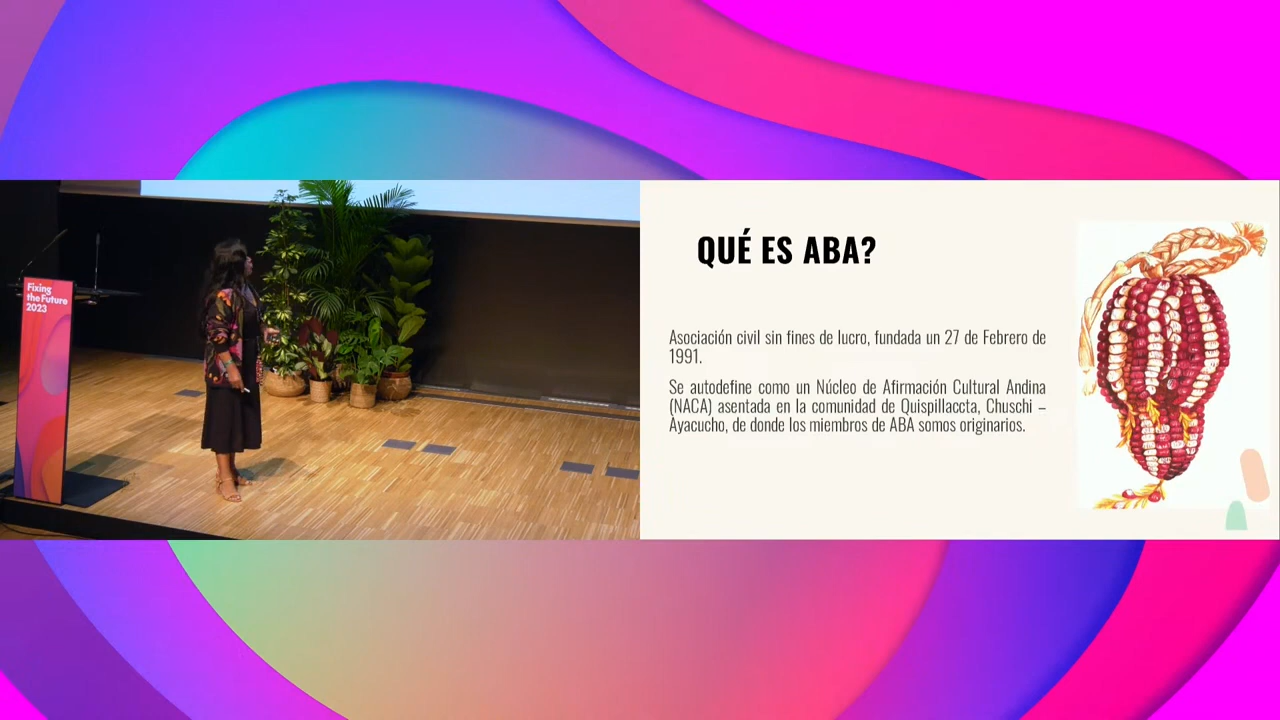 Fixing
the Future
2023
QUÉ ES ABA?
Asociación civil sin fines de lucro, fundada un 27 de Febrero de
1991.
Se autodefine como un Núcleo de Afirmación Cultural Andina
(NACA) asentada en la comunidad de Quispillaccta, Chuschi –
Ayacucho, de donde los miembros de ABA somos originarios.